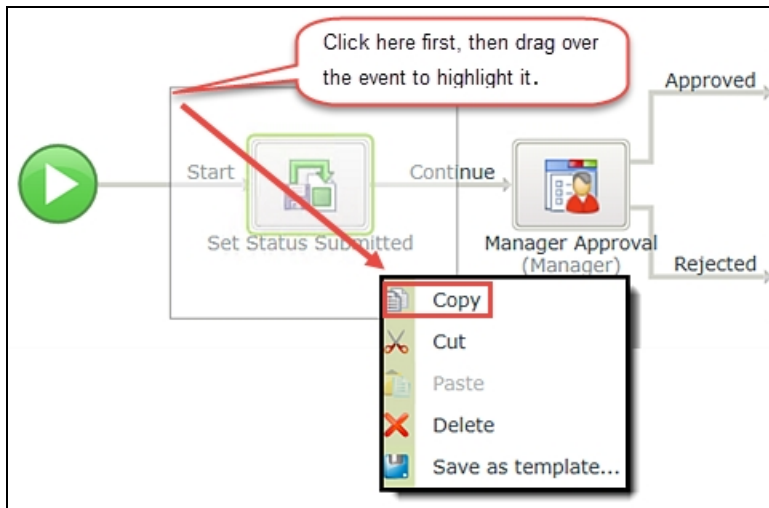 Click here first, then drag over
the event to highlight it.
Approved
Start
Continue
Set Status Submitted
Manager Approval
(Manager)
Rejected
Copy
Cut
Paste
Delete
Save as template...